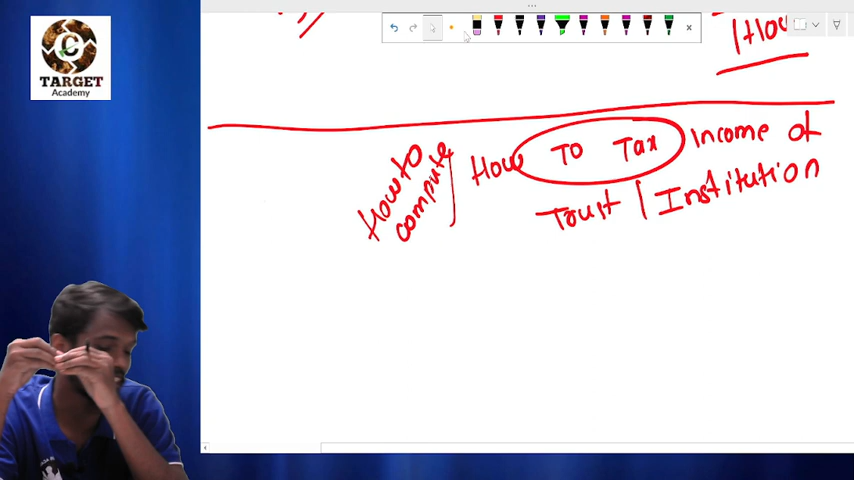 TARGET
Academy
How to
compute
How To Tax Income of
Trust | Institution